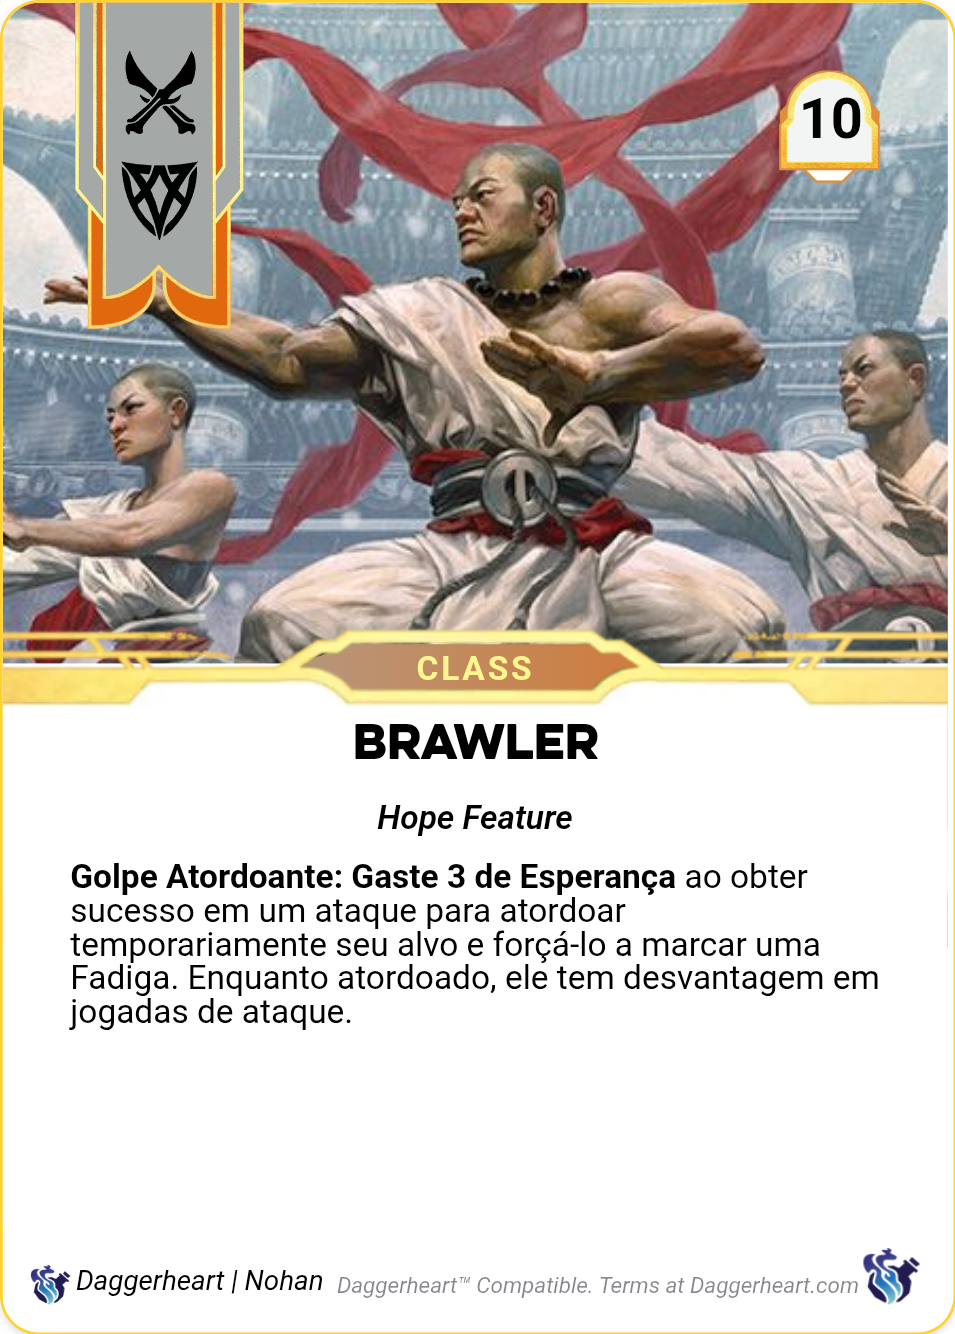 10
CLASS
BRAWLER
Hope Feature
Golpe Atordoante: Gaste 3 de Esperança ao obter
sucesso em um ataque para atordoar
temporariamente seu alvo e forçá-lo a marcar uma
Fadiga. Enquanto atordoado, ele tem desvantagem em
jogadas de ataque.
Daggerheart | Nohan
Daggerheart™ Compatible. Terms at Daggerheart.com